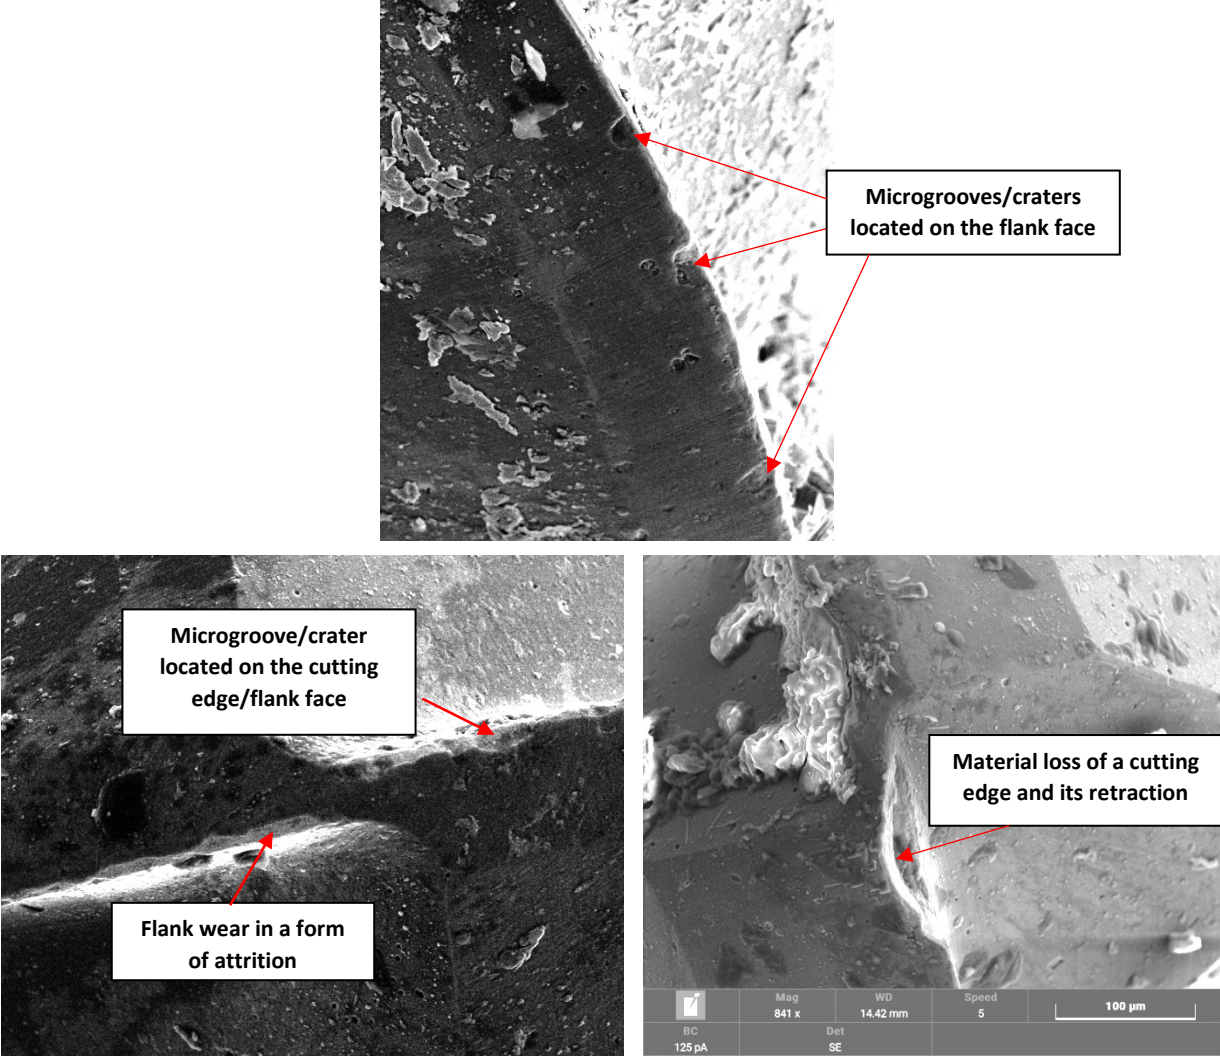 Microgrooves/craters
located on the flank face
Microgroove/crater
located on the cutting
edge/flank face
Material loss of a cutting
edge and its retraction
Flank wear in a form
of attrition
Mag
841 x
WD
14.42 mm
Speed
5
100 µm
BC
125 pA
Det
SE